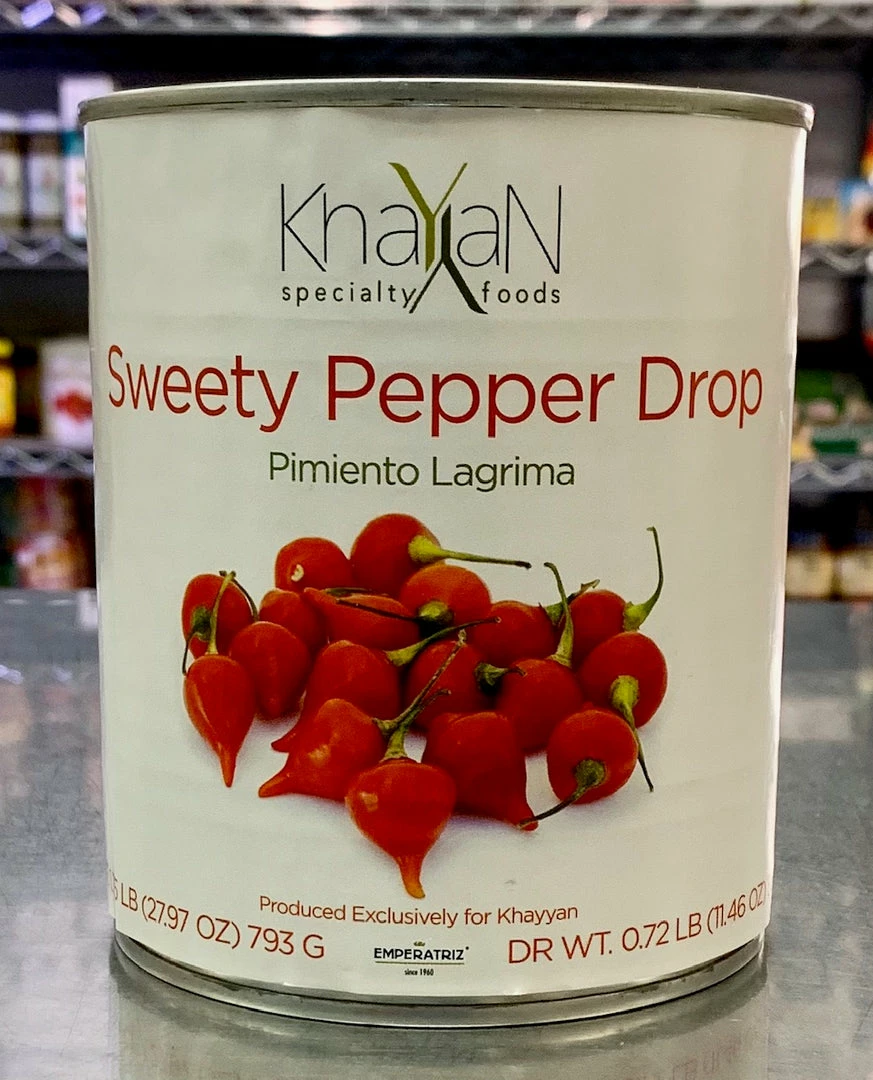 KhaYYaN
specialty foods
Sweety Pepper Drop
Pimiento Lagrima
Produced Exclusively for Khayyan
LB (27.97 OZ) 793 G
EMPERATRIZ
since 1960
DR WT. 0.72 LB (11.46 OZ)